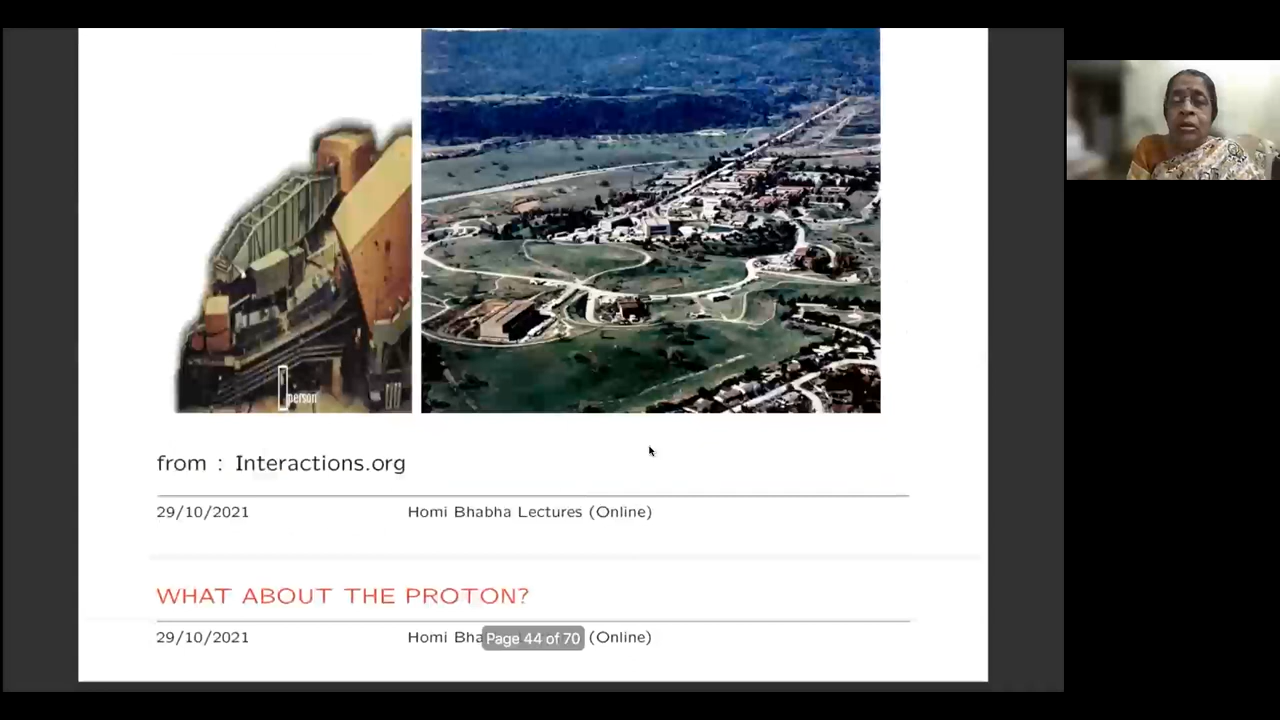 person
from : Interactions.org
29/10/2021 Homi Bhabha Lectures (Online)
WHAT ABOUT THE PROTON?
29/10/2021 Homi Bha (Online)
Page 44 of 70